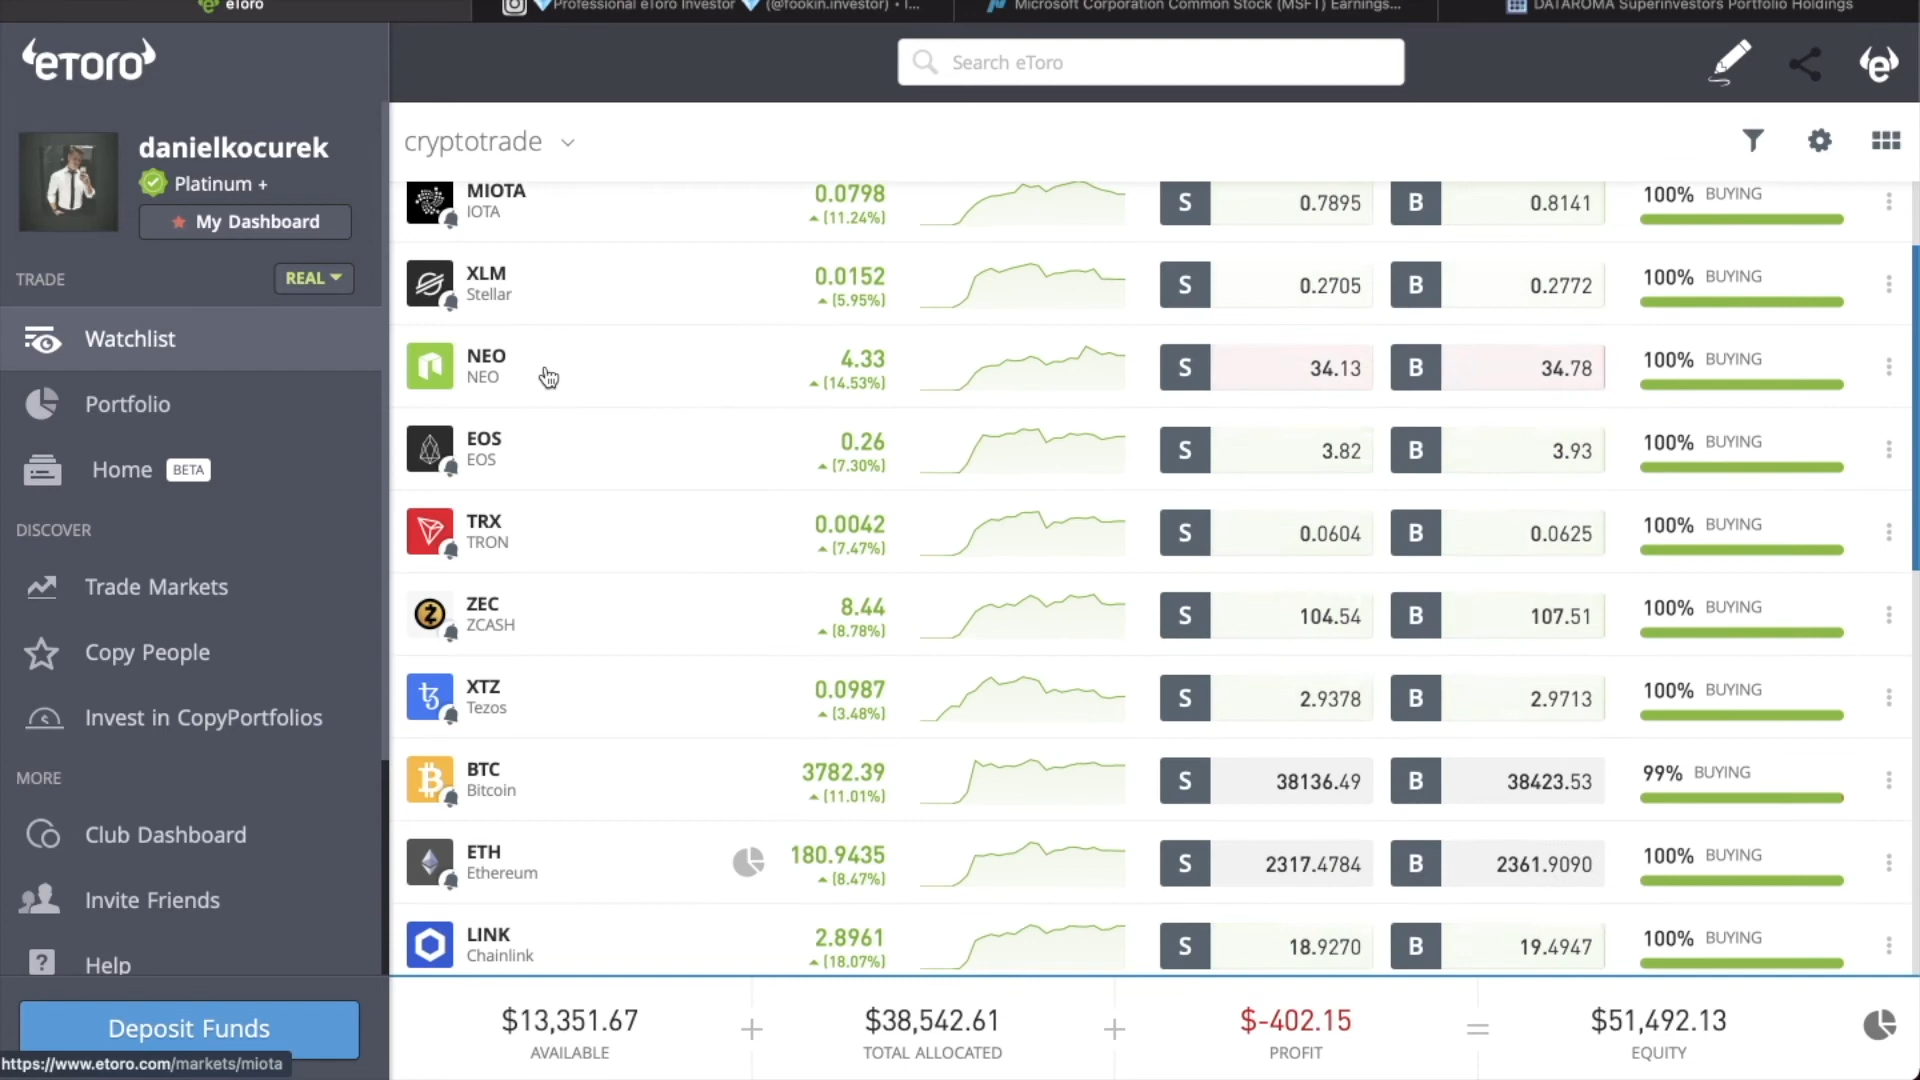 eToro
Professional eToro Investor (@fookin.investor) • I...
Microsoft Corporation Common Stock (MSFT) Earnings...
DATAROMA Superinvestors Portfolio Holdings
eToro
Search eToro
danielkocurek
Platinum +
My Dashboard
TRADE
REAL
Watchlist
Portfolio
Home BETA
DISCOVER
Trade Markets
Copy People
Invest in CopyPortfolios
MORE
Club Dashboard
Invite Friends
? Help
Deposit Funds
https://www.etoro.com/markets/miota
cryptotrade
MIOTA
IOTA
0.0798
(11.24%)
S 0.7895
B 0.8141
100% BUYING
XLM
Stellar
0.0152
(5.95%)
S 0.2705
B 0.2772
100% BUYING
NEO
NEO
4.33
(14.53%)
S 34.13
B 34.78
100% BUYING
EOS
EOS
0.26
(7.30%)
S 3.82
B 3.93
100% BUYING
TRX
TRON
0.0042
(7.47%)
S 0.0604
B 0.0625
100% BUYING
ZEC
ZCASH
8.44
(8.78%)
S 104.54
B 107.51
100% BUYING
XTZ
Tezos
0.0987
(3.48%)
S 2.9378
B 2.9713
100% BUYING
BTC
Bitcoin
3782.39
(11.01%)
S 38136.49
B 38423.53
99% BUYING
ETH
Ethereum
180.9435
(8.47%)
S 2317.4784
B 2361.9090
100% BUYING
LINK
Chainlink
2.8961
(18.07%)
S 18.9270
B 19.4947
100% BUYING
$13,351.67 + $38,542.61 + $-402.15 = $51,492.13
AVAILABLE TOTAL ALLOCATED PROFIT EQUITY